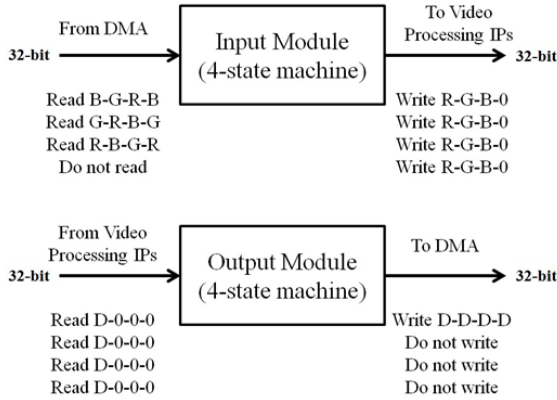 From DMA
32-bit
Input Module
(4-state machine)
To Video
Processing IPs
32-bit
Read B-G-R-B
Read G-R-B-G
Read R-B-G-R
Do not read
Write R-G-B-0
Write R-G-B-0
Write R-G-B-0
Write R-G-B-0
From Video
Processing IPs
32-bit
Output Module
(4-state machine)
To DMA
32-bit
Read D-0-0-0
Read D-0-0-0
Read D-0-0-0
Read D-0-0-0
Write D-D-D-D
Do not write
Do not write
Do not write